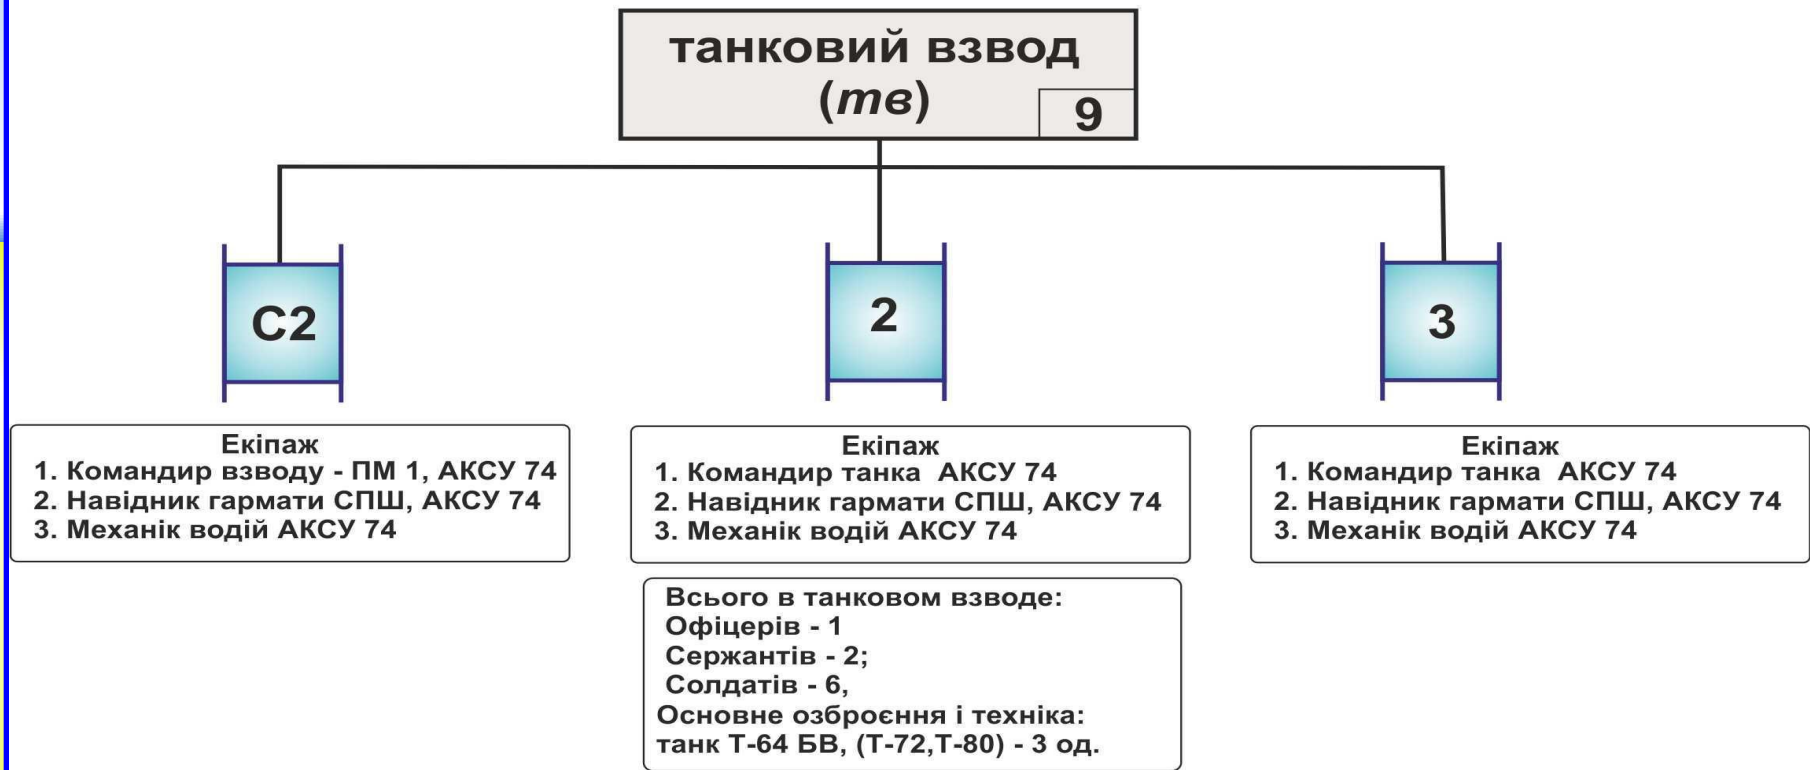 танковий взвод
(тв)
9
С2
2
3
Екіпаж
1. Командир взводу - ПМ 1, АКСУ 74
2. Навідник гармати СПШ, АКСУ 74
3. Механік водій АКСУ 74
Екіпаж
1. Командир танка АКСУ 74
2. Навідник гармати СПШ, АКСУ 74
3. Механік водій АКСУ 74
Екіпаж
1. Командир танка АКСУ 74
2. Навідник гармати СПШ, АКСУ 74
3. Механік водій АКСУ 74
Всього в танковом взводе:
Офіцерів - 1
Сержантів - 2;
Солдатів - 6,
Основне озброєння і техніка:
танк Т-64 БВ, (Т-72,Т-80) - 3 од.